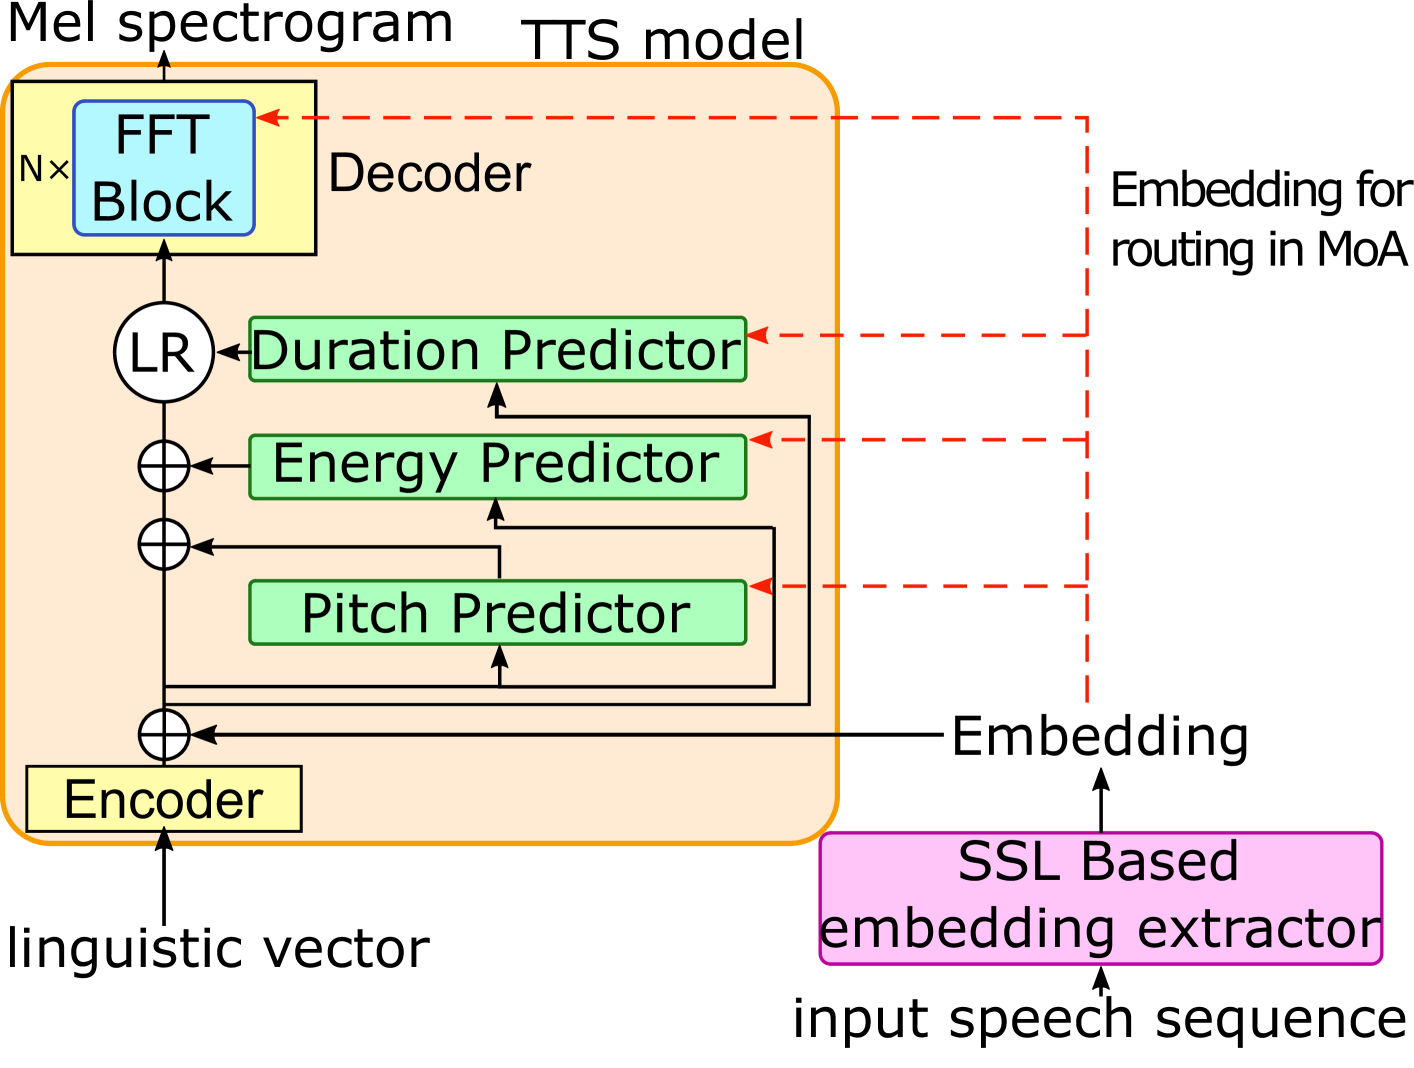 Mel spectrogram
TTS model
N×
FFT
Block
Decoder
Embedding for
routing in MoA
LR
Duration Predictor
Energy Predictor
Pitch Predictor
Embedding
Encoder
SSL Based
embedding extractor
linguistic vector
input speech sequence